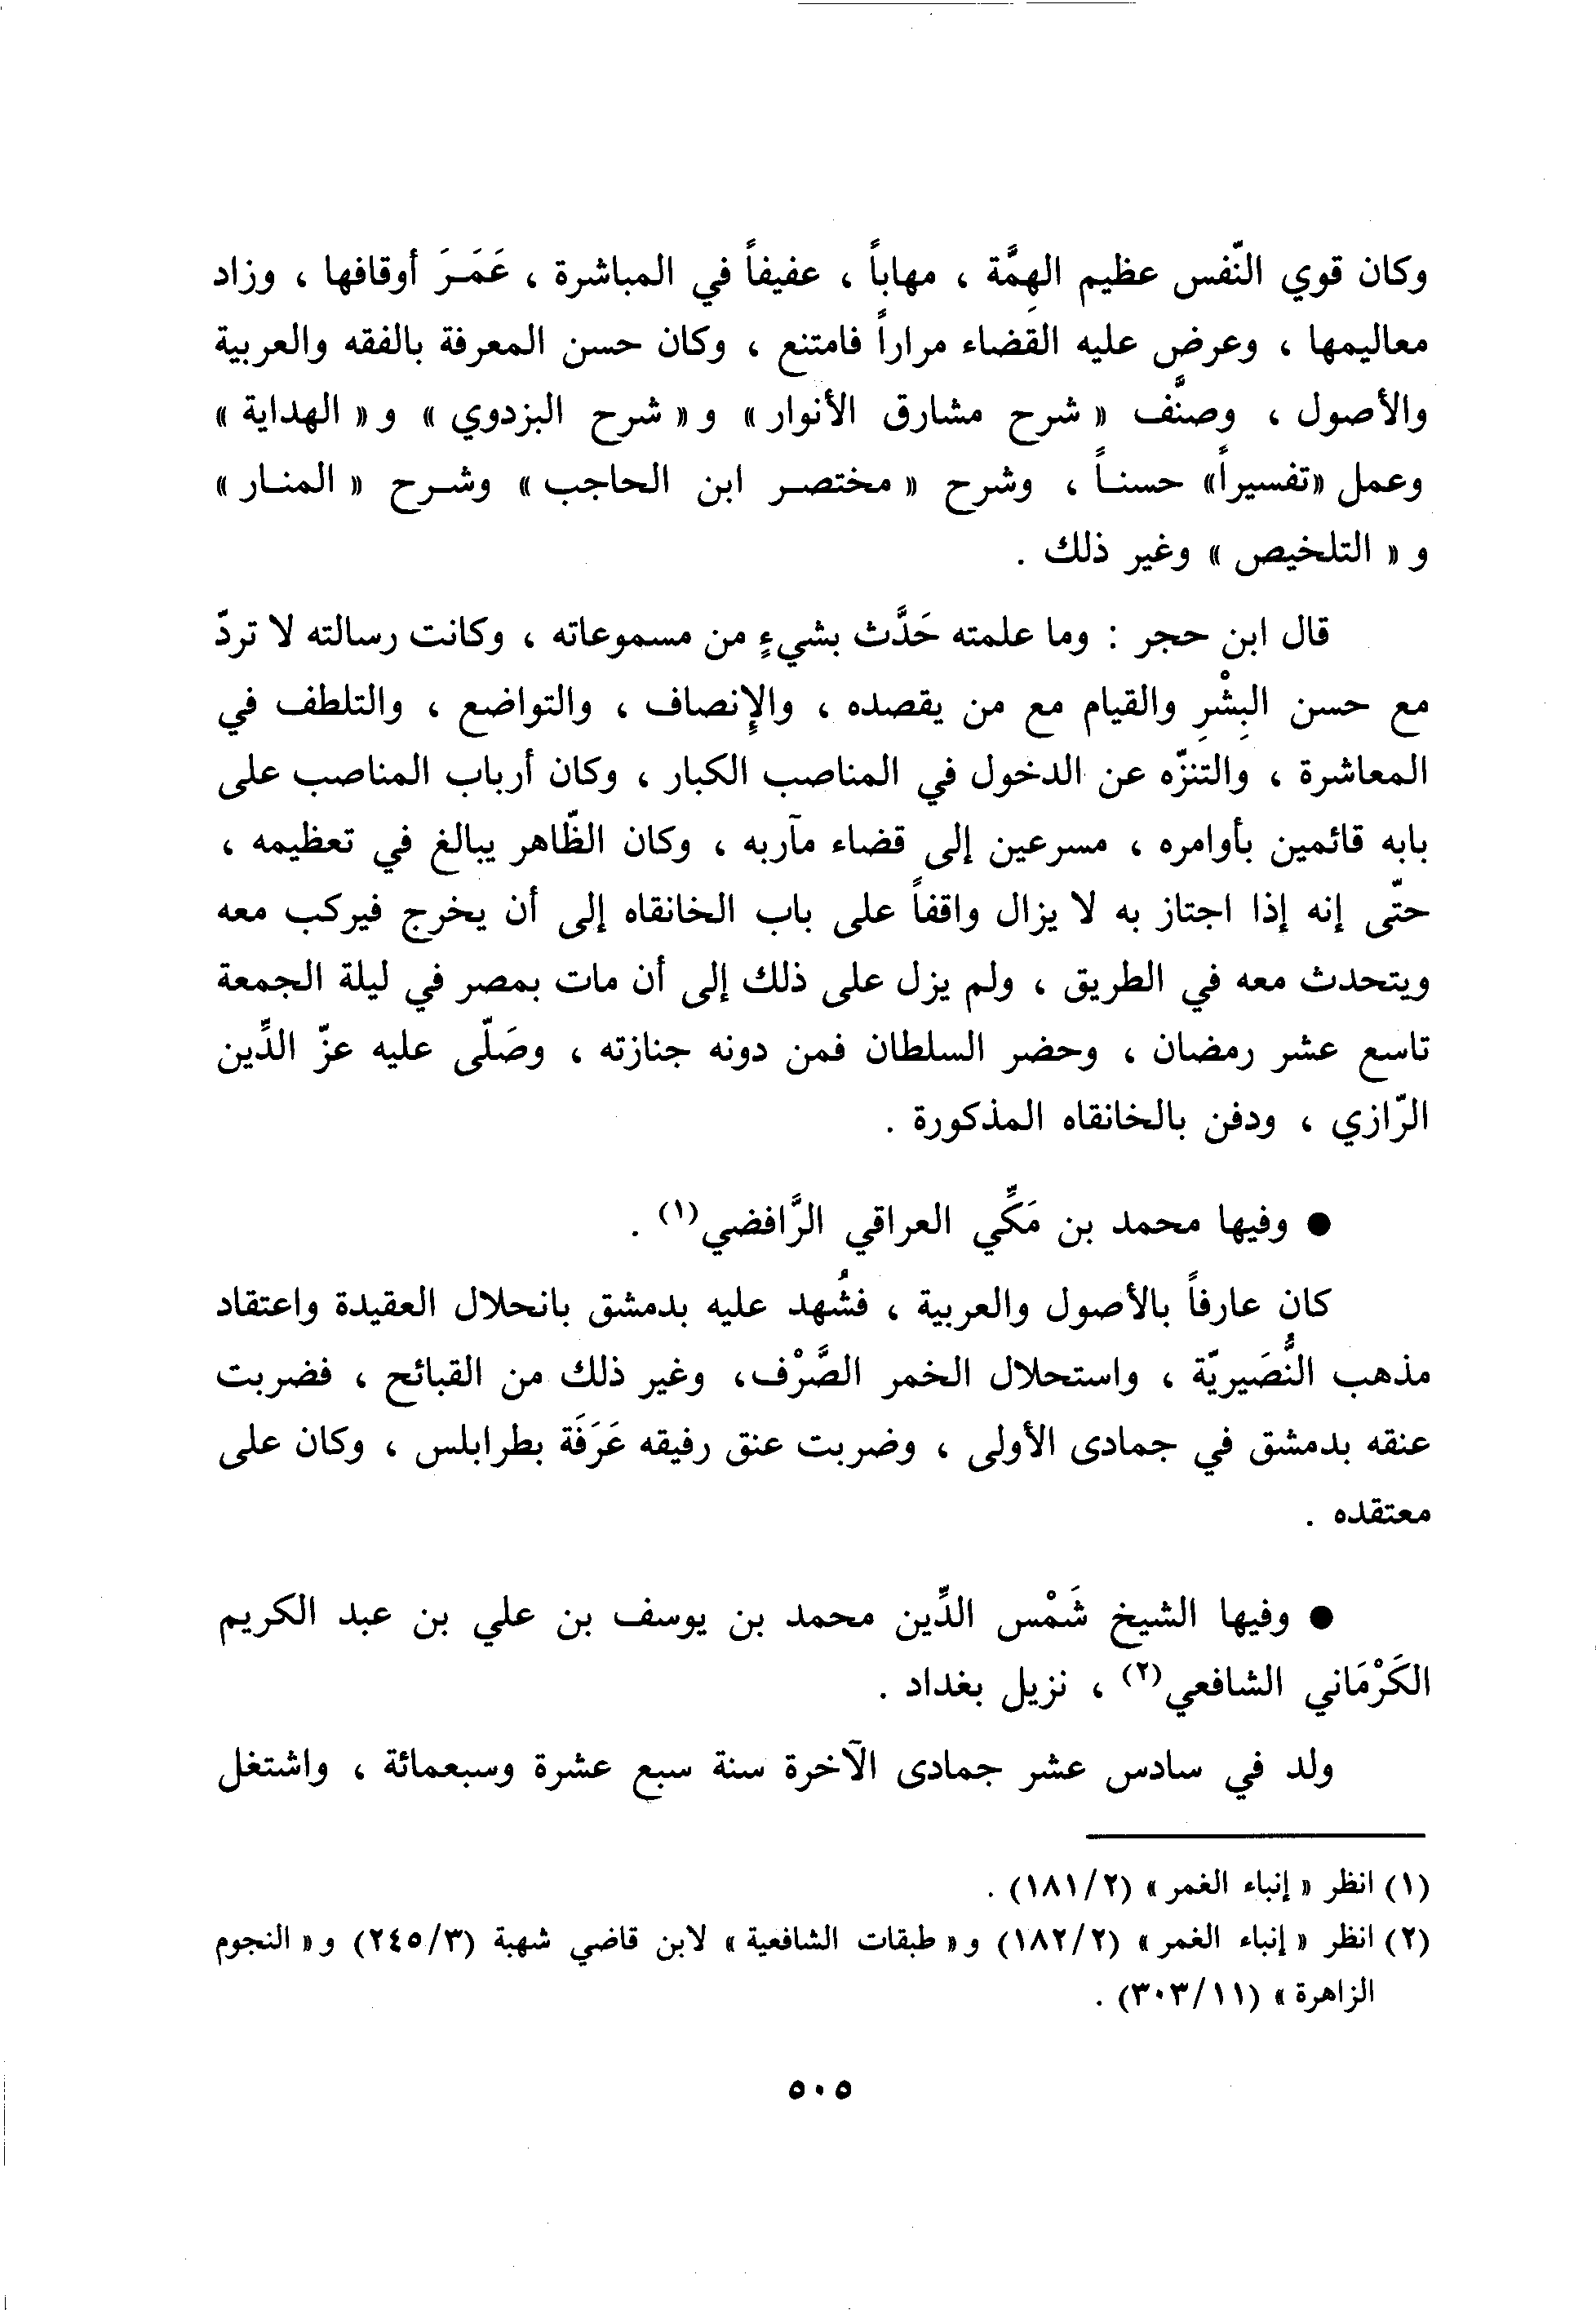 وكان قوي النّفس عظيم الهِمَّة ، مهاباً ، عفيفاً في المباشرة ، عَمَـرَ أوقافها ، وزاد
معاليمها ، وعرض عليه القضاء مراراً فامتنع ، وكان حسن المعرفة بالفقه والعربية
والأصول ، وصنَّف « شرح مشارق الأنوار » و « شرح البزدوي » و « الهداية »
وعمل «تفسيراً» حسنـاً ، وشرح « مختصـر ابن الحاجب » وشـرح « المنـار »
و « التلخيص » وغير ذلك .
قال ابن حجر : وما علمته حَدَّث بشيءٍ من مسموعاته ، وكانت رسالته لا تردّ
مع حسن البِشْرِ والقيام مع من يقصده ، والإنصاف ، والتواضع ، والتلطف في
المعاشرة ، والتنزّه عن الدخول في المناصب الكبار ، وكان أرباب المناصب على
بابه قائمين بأوامره ، مسرعين إلى قضاء مآربه ، وكان الظّاهر يبالغ في تعظيمه ،
حتّى إنه إذا اجتاز به لا يزال واقفاً على باب الخانقاه إلى أن يخرج فيركب معه
ويتحدث معه في الطريق ، ولم يزل على ذلك إلى أن مات بمصر في ليلة الجمعة
تاسع عشر رمضان ، وحضر السلطان فمن دونه جنازته ، وصَلّى عليه عزّ الدِّين
الرّازي ، ودفن بالخانقاه المذكورة .
● وفيها محمد بن مَكِّي العراقي الرَّافضي(١) .
كان عارفاً بالأصول والعربية ، فشُهد عليه بدمشق بانحلال العقيدة واعتقاد
مذهب النُّصَيريّة ، واستحلال الخمر الصَّرْف، وغير ذلك من القبائح ، فضربت
عنقه بدمشق في جمادى الأولى ، وضربت عنق رفيقه عَرَفَة بطرابلس ، وكان على
معتقده .
● وفيها الشيخ شَمْس الدِّين محمد بن يوسف بن علي بن عبد الكريم
الكَرْمَاني الشافعي(٢) ، نزيل بغداد .
ولد في سادس عشر جمادى الآخرة سنة سبع عشرة وسبعمائة ، واشتغل
(١) انظر « إنباء الغمر » (١٨١/٢) .
(٢) انظر « إنباء الغمر » (١٨٢/٢) و « طبقات الشافعية » لابن قاضي شهبة (٢٤٥/٣) و « النجوم
الزاهرة » (٣٠٣/١١) .
٥٠٥